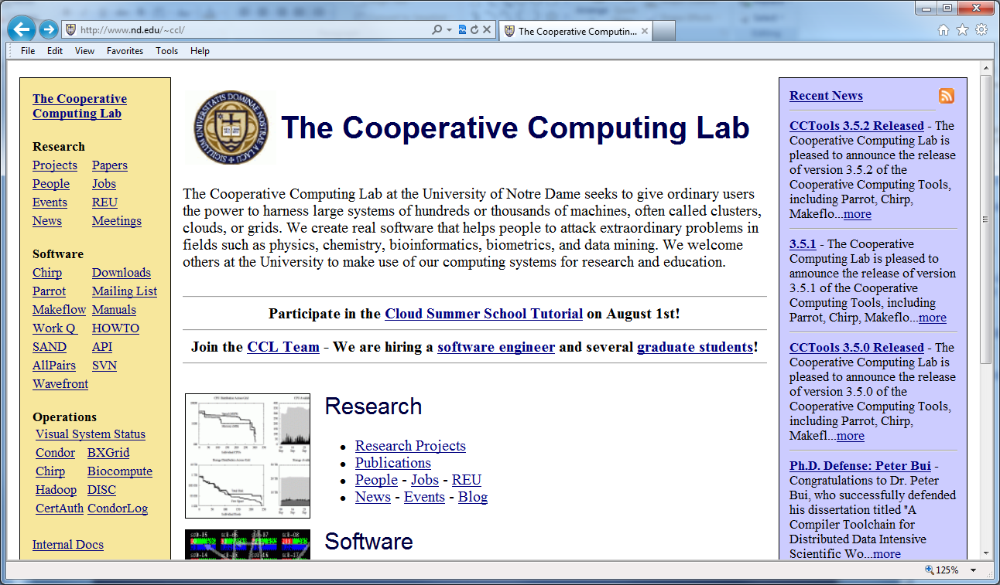 http://www.nd.edu/~ccl/
The Cooperative Computin...
File Edit View Favorites Tools Help
The Cooperative
Computing Lab
Research
Projects Papers
People Jobs
Events REU
News Meetings
Software
Chirp Downloads
Parrot Mailing List
Makeflow Manuals
Work Q HOWTO
SAND API
AllPairs SVN
Wavefront
Operations
Visual System Status
Condor BXGrid
Chirp Biocompute
Hadoop DISC
CertAuth CondorLog
Internal Docs
The Cooperative Computing Lab
The Cooperative Computing Lab at the University of Notre Dame seeks to give ordinary users
the power to harness large systems of hundreds or thousands of machines, often called clusters,
clouds, or grids. We create real software that helps people to attack extraordinary problems in
fields such as physics, chemistry, bioinformatics, biometrics, and data mining. We welcome
others at the University to make use of our computing systems for research and education.
Participate in the Cloud Summer School Tutorial on August 1st!
Join the CCL Team - We are hiring a software engineer and several graduate students!
Research
Research Projects
Publications
People - Jobs - REU
News - Events - Blog
Software
Recent News
CCTools 3.5.2 Released - The
Cooperative Computing Lab is
pleased to announce the release
of version 3.5.2 of the
Cooperative Computing Tools,
including Parrot, Chirp,
Makeflo...more
3.5.1 - The Cooperative
Computing Lab is pleased to
announce the release of version
3.5.1 of the Cooperative
Computing Tools, including
Parrot, Chirp, Makeflo...more
CCTools 3.5.0 Released - The
Cooperative Computing Lab is
pleased to announce the release
of version 3.5.0 of the
Cooperative Computing Tools,
including Parrot, Chirp,
Makefl...more
Ph.D. Defense: Peter Bui -
Congratulations to Dr. Peter
Bui, who successfully defended
his dissertation titled "A
Compiler Toolchain for
Distributed Data Intensive
Scientific Wo...more
125%